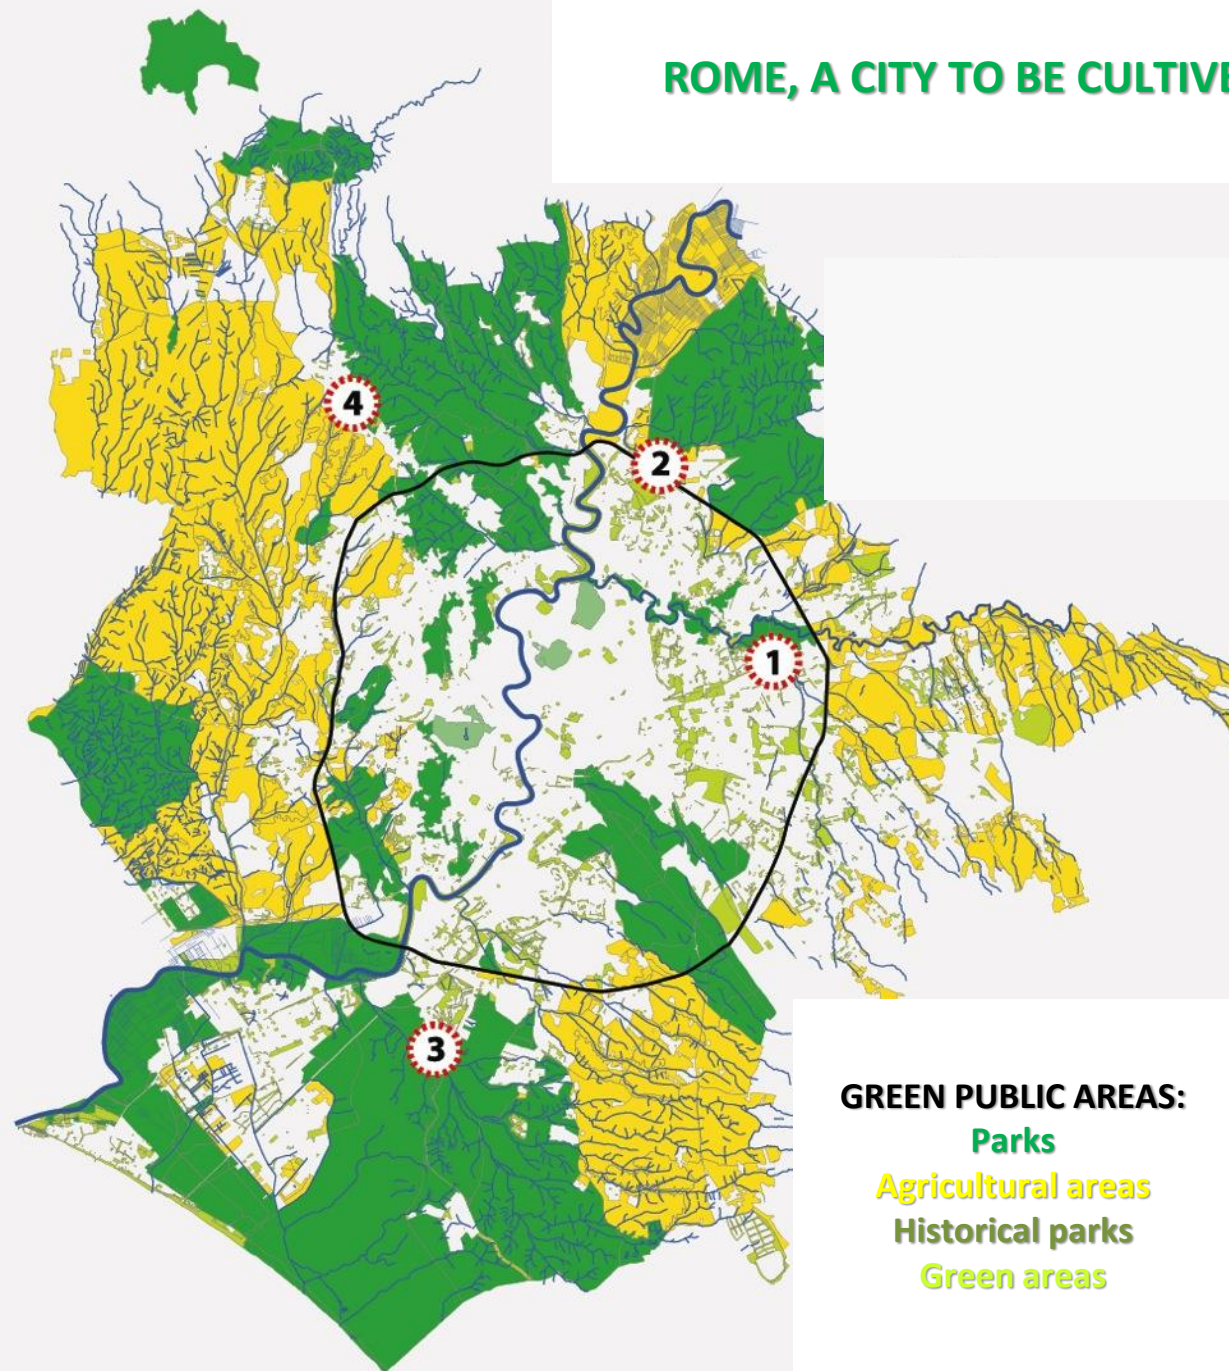 ROME, A CITY TO BE CULTIVE
4
2
1
3
GREEN PUBLIC AREAS:
Parks
Agricultural areas
Historical parks
Green areas